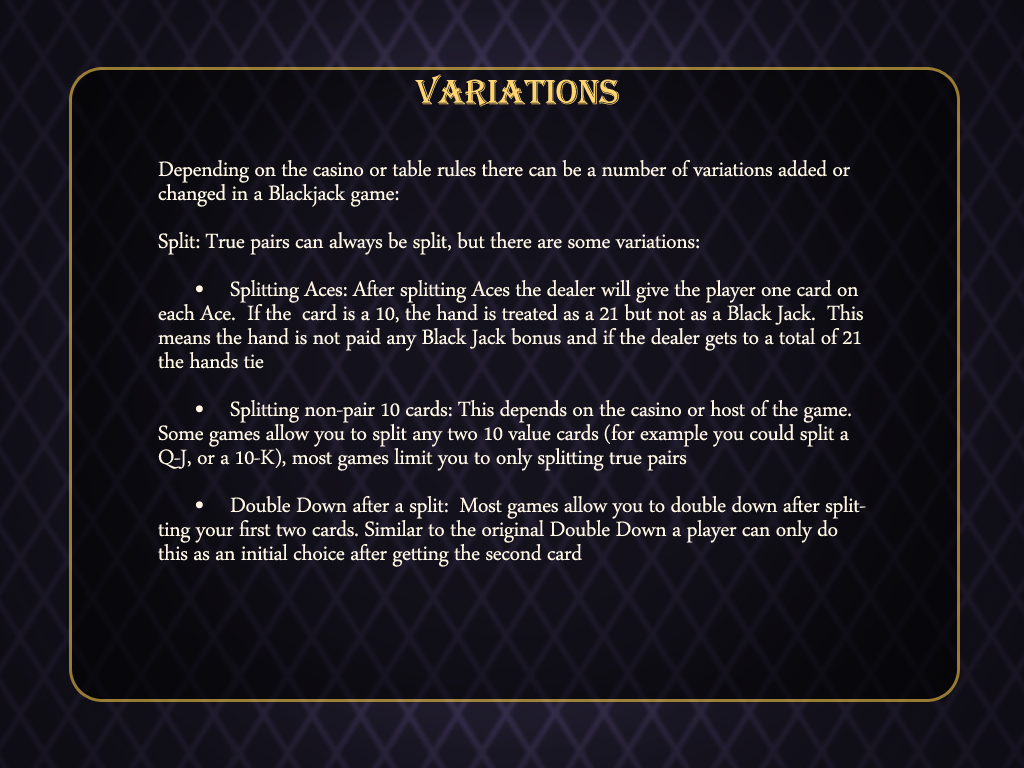 VARIATIONS
Depending on the casino or table rules there can be a number of variations added or
changed in a Blackjack game:
Split: True pairs can always be split, but there are some variations:
• Splitting Aces: After splitting Aces the dealer will give the player one card on
each Ace.  If the  card is a 10, the hand is treated as a 21 but not as a Black Jack.  This
means the hand is not paid any Black Jack bonus and if the dealer gets to a total of 21
the hands tie
• Splitting non-pair 10 cards: This depends on the casino or host of the game.
Some games allow you to split any two 10 value cards (for example you could split a
Q-J, or a 10-K), most games limit you to only splitting true pairs
• Double Down after a split:  Most games allow you to double down after split-
ting your first two cards. Similar to the original Double Down a player can only do
this as an initial choice after getting the second card